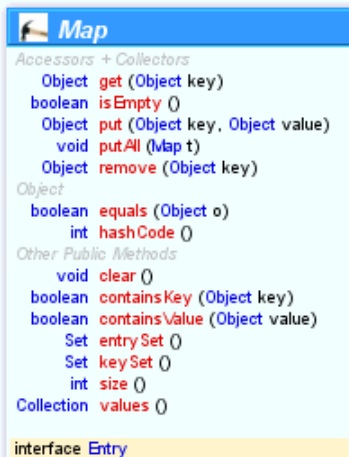 Map
Accessors + Collectors
Object get (Object key)
boolean isEmpty ()
Object put (Object key, Object value)
void putAll (Map t)
Object remove (Object key)
Object
boolean equals (Object o)
int hashCode ()
Other Public Methods
void clear ()
boolean containsKey (Object key)
boolean containsValue (Object value)
Set entrySet ()
Set keySet ()
int size ()
Collection values ()
interface Entry